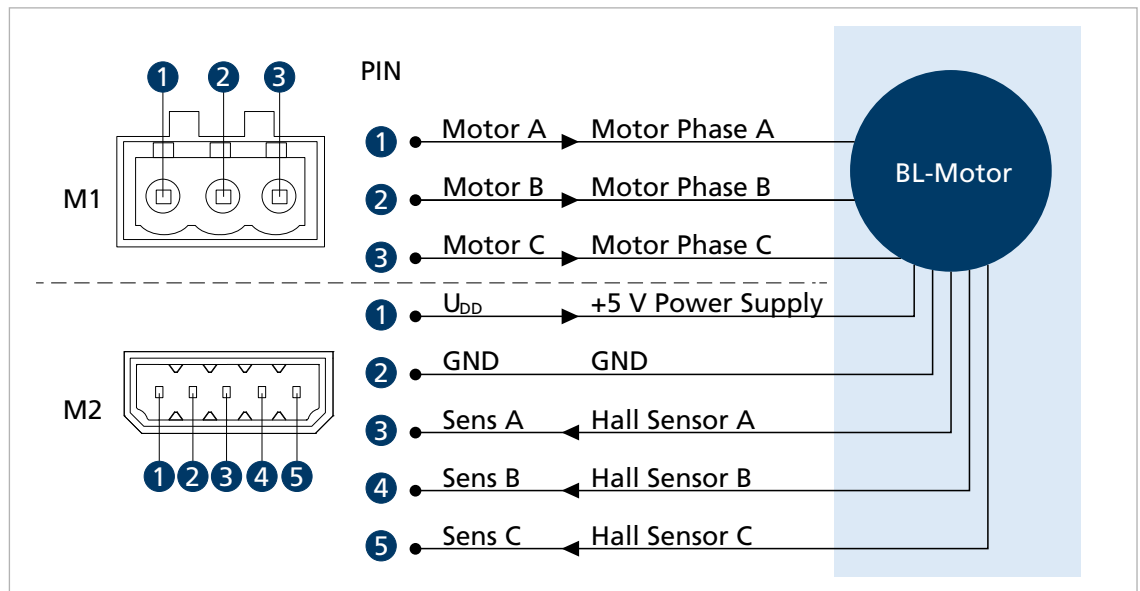 1 2 3
PIN
M1
1 Motor A Motor Phase A
2 Motor B Motor Phase B
3 Motor C Motor Phase C
BL-Motor
1 UDD +5 V Power Supply
2 GND GND
M2
3 Sens A Hall Sensor A
4 Sens B Hall Sensor B
5 Sens C Hall Sensor C
1 2 3 4 5